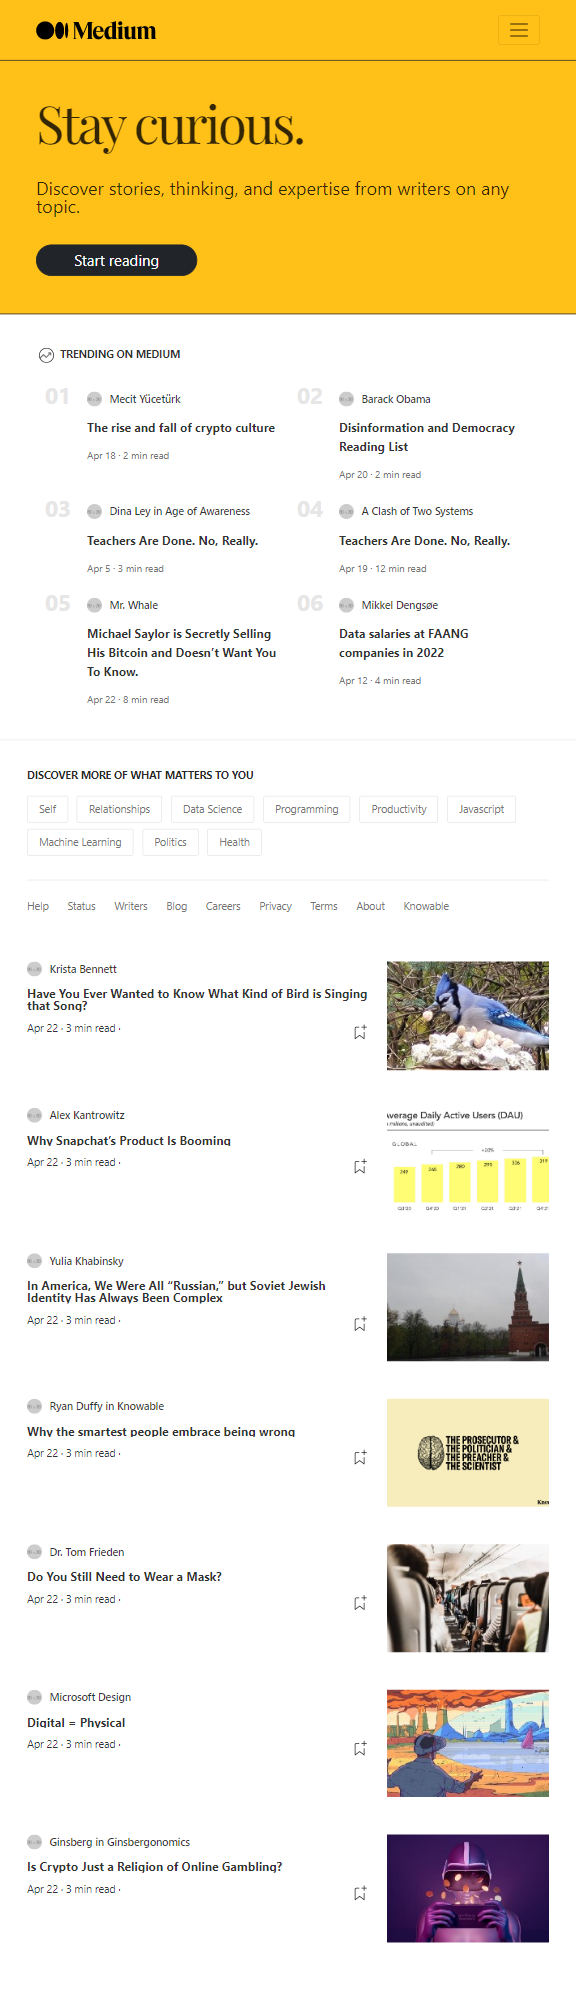 Medium
Stay curious.
Discover stories, thinking, and expertise from writers on any
topic.
Start reading
TRENDING ON MEDIUM
01
Mecit Yücetürk
The rise and fall of crypto culture
Apr 18 · 2 min read
02
Barack Obama
Disinformation and Democracy
Reading List
Apr 20 · 2 min read
03
Dina Ley in Age of Awareness
Teachers Are Done. No, Really.
Apr 5 · 3 min read
04
A Clash of Two Systems
Teachers Are Done. No, Really.
Apr 19 · 12 min read
05
Mr. Whale
Michael Saylor is Secretly Selling
His Bitcoin and Doesn't Want You
To Know.
Apr 22 · 8 min read
06
Mikkel Dengsøe
Data salaries at FAANG
companies in 2022
Apr 12 · 4 min read
DISCOVER MORE OF WHAT MATTERS TO YOU
Self Relationships Data Science Programming Productivity Javascript
Machine Learning Politics Health
Help Status Writers Blog Careers Privacy Terms About Knowable
Krista Bennett
Have You Ever Wanted to Know What Kind of Bird is Singing
that Song?
Apr 22 · 3 min read ·
Alex Kantrowitz
Why Snapchat's Product Is Booming
Apr 22 · 3 min read ·
verage Daily Active Users (DAU)
GLOBAL
Yulia Khabinsky
In America, We Were All “Russian,” but Soviet Jewish
Identity Has Always Been Complex
Apr 22 · 3 min read ·
Ryan Duffy in Knowable
Why the smartest people embrace being wrong
Apr 22 · 3 min read ·
THE PROSECUTOR &
THE POLITICIAN &
THE PREACHER &
THE SCIENTIST
Dr. Tom Frieden
Do You Still Need to Wear a Mask?
Apr 22 · 3 min read ·
Microsoft Design
Digital = Physical
Apr 22 · 3 min read ·
Ginsberg in Ginsbergonomics
Is Crypto Just a Religion of Online Gambling?
Apr 22 · 3 min read ·